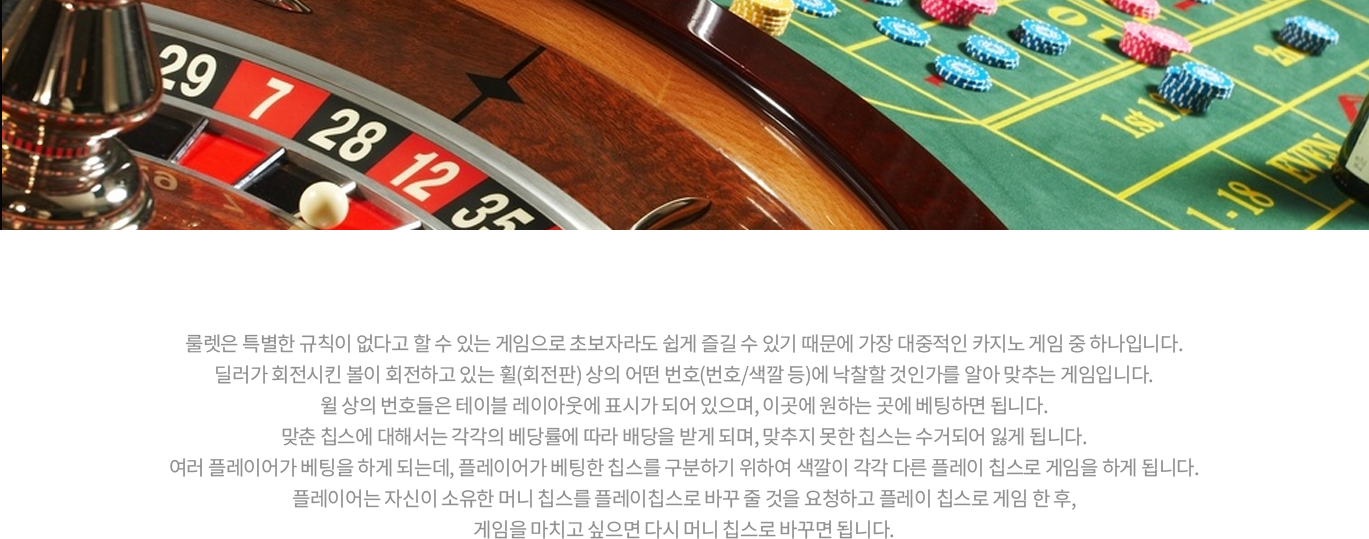 29
7
28
12
35
1st 12
2n
EVEN
1-18
룰렛은 특별한 규칙이 없다고 할 수 있는 게임으로 초보자라도 쉽게 즐길 수 있기 때문에 가장 대중적인 카지노 게임 중 하나입니다.
딜러가 회전시킨 볼이 회전하고 있는 휠(회전판) 상의 어떤 번호(번호/색깔 등)에 낙찰할 것인가를 알아 맞추는 게임입니다.
윌 상의 번호들은 테이블 레이아웃에 표시가 되어 있으며, 이곳에 원하는 곳에 베팅하면 됩니다.
맞춘 칩스에 대해서는 각각의 베당률에 따라 배당을 받게 되며, 맞추지 못한 칩스는 수거되어 잃게 됩니다.
여러 플레이어가 베팅을 하게 되는데, 플레이어가 베팅한 칩스를 구분하기 위하여 색깔이 각각 다른 플레이 칩스로 게임을 하게 됩니다.
플레이어는 자신이 소유한 머니 칩스를 플레이칩스로 바꾸 줄 것을 요청하고 플레이 칩스로 게임 한 후,
게임을 마치고 싶으면 다시 머니 칩스로 바꾸면 됩니다.